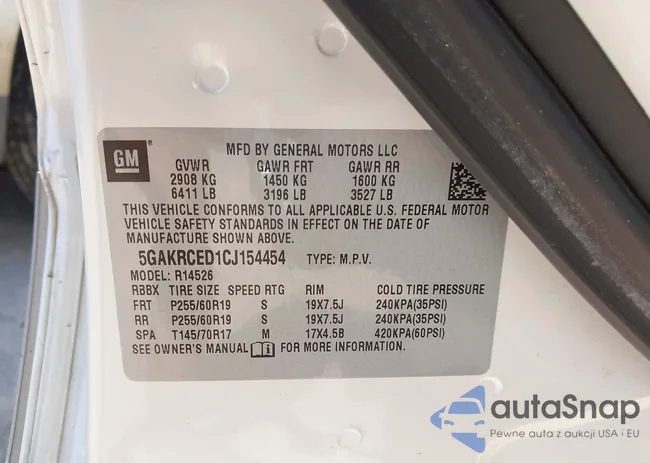 GM
MFD BY GENERAL MOTORS LLC
GVWR GAWR FRT GAWR RR
2908 KG 1450 KG 1600 KG
6411 LB 3196 LB 3527 LB
THIS VEHICLE CONFORMS TO ALL APPLICABLE U.S. FEDERAL MOTOR
VEHICLE SAFETY STANDARDS IN EFFECT ON THE DATE OF
MANUFACTURE SHOWN ABOVE.
5GAKRCED1CJ154454 TYPE: M.P.V.
MODEL: R14526
RBBX TIRE SIZE SPEED RTG RIM COLD TIRE PRESSURE
FRT P255/60R19 S 19X7.5J 240KPA(35PSI)
RR P255/60R19 S 19X7.5J 240KPA(35PSI)
SPA T145/70R17 M 17X4.5B 420KPA(60PSI)
SEE OWNER'S MANUAL FOR MORE INFORMATION.
autaSnap
Pewne auta z aukcji USA i EU